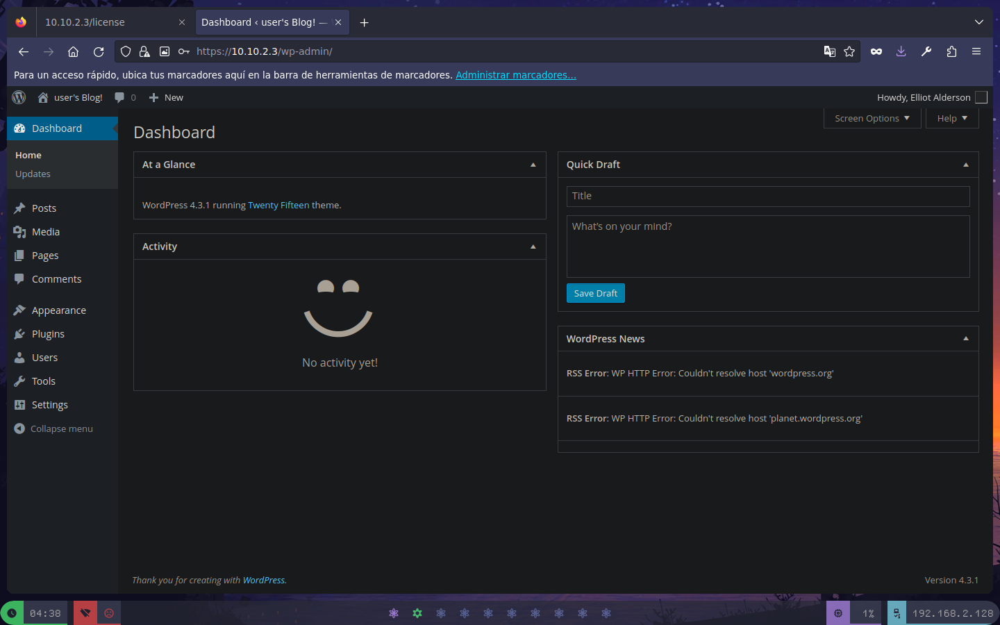 10.10.2.3/license
Dashboard ‹ user's Blog! —
https://10.10.2.3/wp-admin/
Para un acceso rápido, ubica tus marcadores aquí en la barra de herramientas de marcadores. Administrar marcadores...
user's Blog! 0 New
Howdy, Elliot Alderson
Dashboard
Home
Updates
Posts
Media
Pages
Comments
Appearance
Plugins
Users
Tools
Settings
Collapse menu
Screen Options
Help
Dashboard
At a Glance
WordPress 4.3.1 running Twenty Fifteen theme.
Activity
No activity yet!
Quick Draft
Title
What's on your mind?
Save Draft
WordPress News
RSS Error: WP HTTP Error: Couldn't resolve host 'wordpress.org'
RSS Error: WP HTTP Error: Couldn't resolve host 'planet.wordpress.org'
Thank you for creating with WordPress.
Version 4.3.1
04:38
1%
192.168.2.128